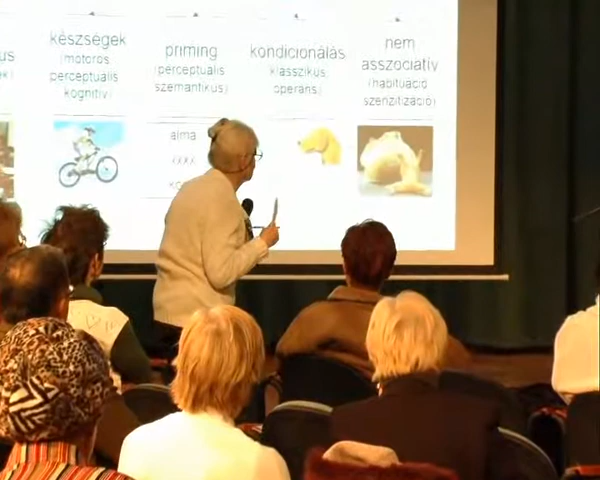 készségek
(motoros
perceptuális
kognitív)
priming
(perceptuális
szemantikus)
kondicionálás
klasszikus
operáns)
nem
asszociatív
(habituáció
szenzitizáció)
alma